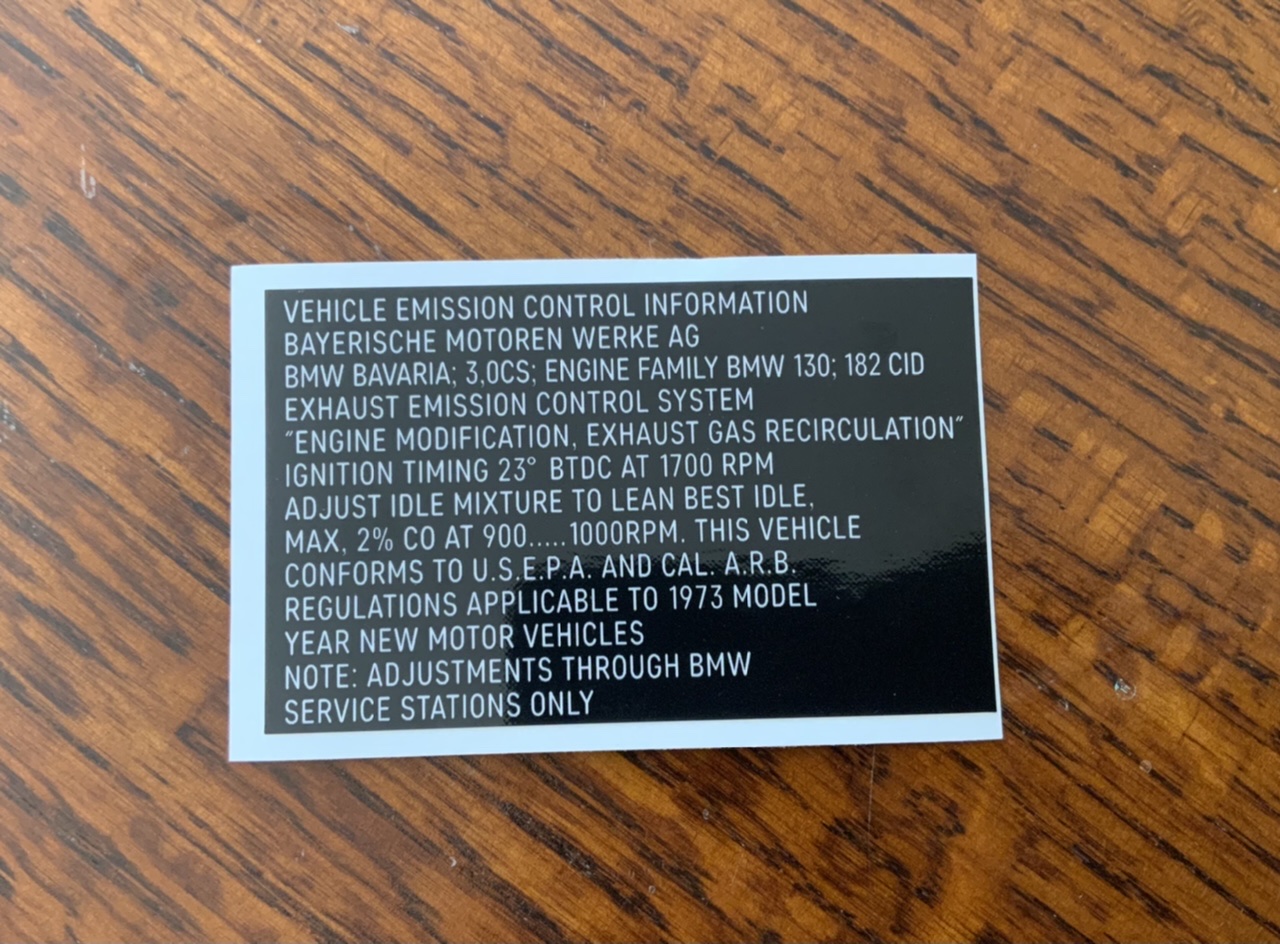 VEHICLE EMISSION CONTROL INFORMATION
BAYERISCHE MOTOREN WERKE AG
BMW BAVARIA; 3,0CS; ENGINE FAMILY BMW 130; 182 CID
EXHAUST EMISSION CONTROL SYSTEM
"ENGINE MODIFICATION, EXHAUST GAS RECIRCULATION"
IGNITION TIMING 23° BTDC AT 1700 RPM
ADJUST IDLE MIXTURE TO LEAN BEST IDLE,
MAX, 2% CO AT 900.....1000RPM. THIS VEHICLE
CONFORMS TO U.S.E.P.A. AND CAL. A.R.B.
REGULATIONS APPLICABLE TO 1973 MODEL
YEAR NEW MOTOR VEHICLES
NOTE: ADJUSTMENTS THROUGH BMW
SERVICE STATIONS ONLY